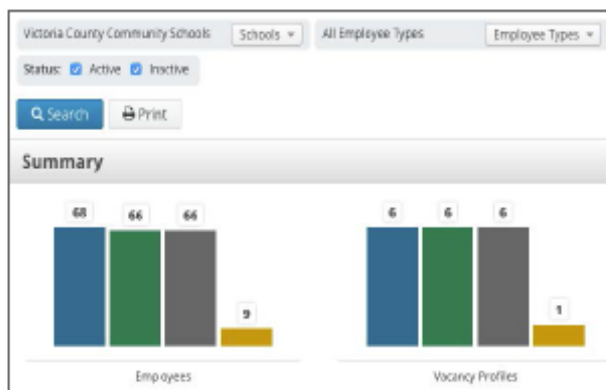 Victoria County Community Schools Schools All Employee Types Employee Types
Status: Active Inactive
Search Print
Summary
68 66 66 9 6 6 6 1
Employees Vacancy Profiles